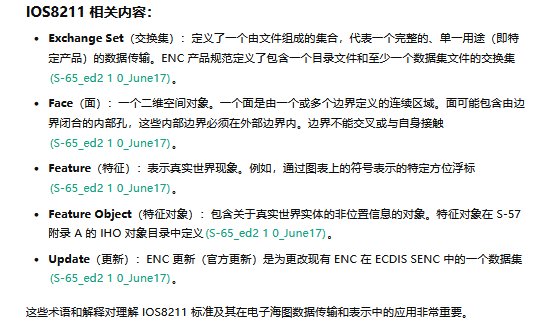 IOS8211 相关内容：
• Exchange Set（交换集）：定义了一个由文件组成的集合，代表一个完整的、单一用途（即特
定产品）的数据传输。ENC 产品规范定义了包含一个目录文件和至少一个数据集文件的交换集
(S-65_ed2 1 0_June17)。
• Face（面）：一个二维空间对象。一个面是由一个或多个边界定义的连续区域。面可能包含由边
界闭合的内部孔，这些内部边界必须在外部边界内。边界不能交叉或与自身接触
(S-65_ed2 1 0_June17)。
• Feature（特征）：表示真实世界现象。例如，通过图表上的符号表示的特定方位浮标
(S-65_ed2 1 0_June17)。
• Feature Object（特征对象）：包含关于真实世界实体的非位置信息的对象。特征对象在 S-57
附录 A 的 IHO 对象目录中定义 (S-65_ed2 1 0_June17)。
• Update（更新）：ENC 更新（官方更新）是为更改现有 ENC 在 ECDIS SENC 中的一个数据集
(S-65_ed2 1 0_June17)。
这些术语和解释对理解 IOS8211 标准及其在电子海图数据传输和表示中的应用非常重要。